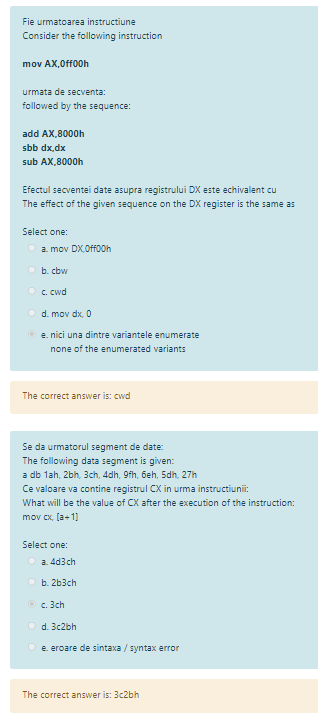 Fie urmatoarea instructiune
Consider the following instruction
mov AX,0ff00h
urmata de secventa:
followed by the sequence:
add AX,8000h
sbb dx,dx
sub AX,8000h
Efectul secventei date asupra registrului DX este echivalent cu
The effect of the given sequence on the DX register is the same as
Select one:
a. mov DX,0ff00h
b. cbw
c. cwd
d. mov dx, 0
e. nici una dintre variantele enumerate
none of the enumerated variants
The correct answer is: cwd
Se da urmatorul segment de date:
The following data segment is given:
a db 1ah, 2bh, 3ch, 4dh, 9fh, 6eh, 5dh, 27h
Ce valoare va contine registrul CX in urma instructiunii:
What will be the value of CX after the execution of the instruction:
mov cx, [a+1]
Select one:
a. 4d3ch
b. 2b3ch
c. 3ch
d. 3c2bh
e. eroare de sintaxa / syntax error
The correct answer is: 3c2bh